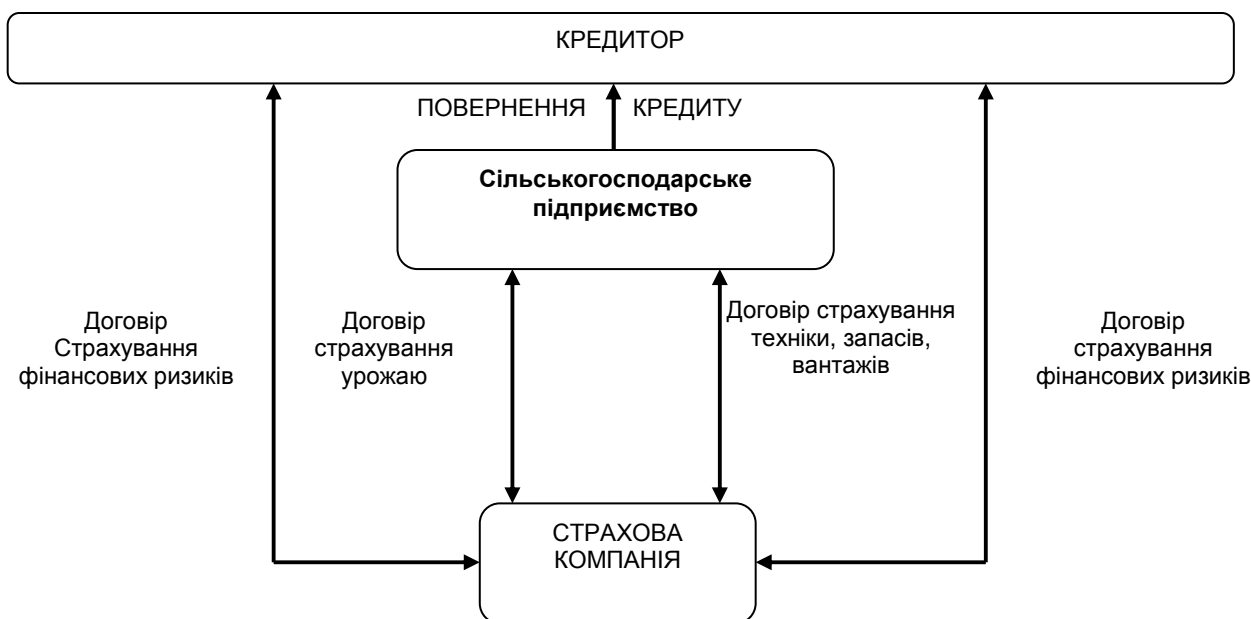 КРЕДИТОР
ПОВЕРНЕННЯ КРЕДИТУ
Сільськогосподарське
підприємство
Договір
Страхування
фінансових ризиків
Договір
страхування
урожаю
Договір страхування
техніки, запасів,
вантажів
Договір
страхування
фінансових ризиків
СТРАХОВА
КОМПАНІЯ